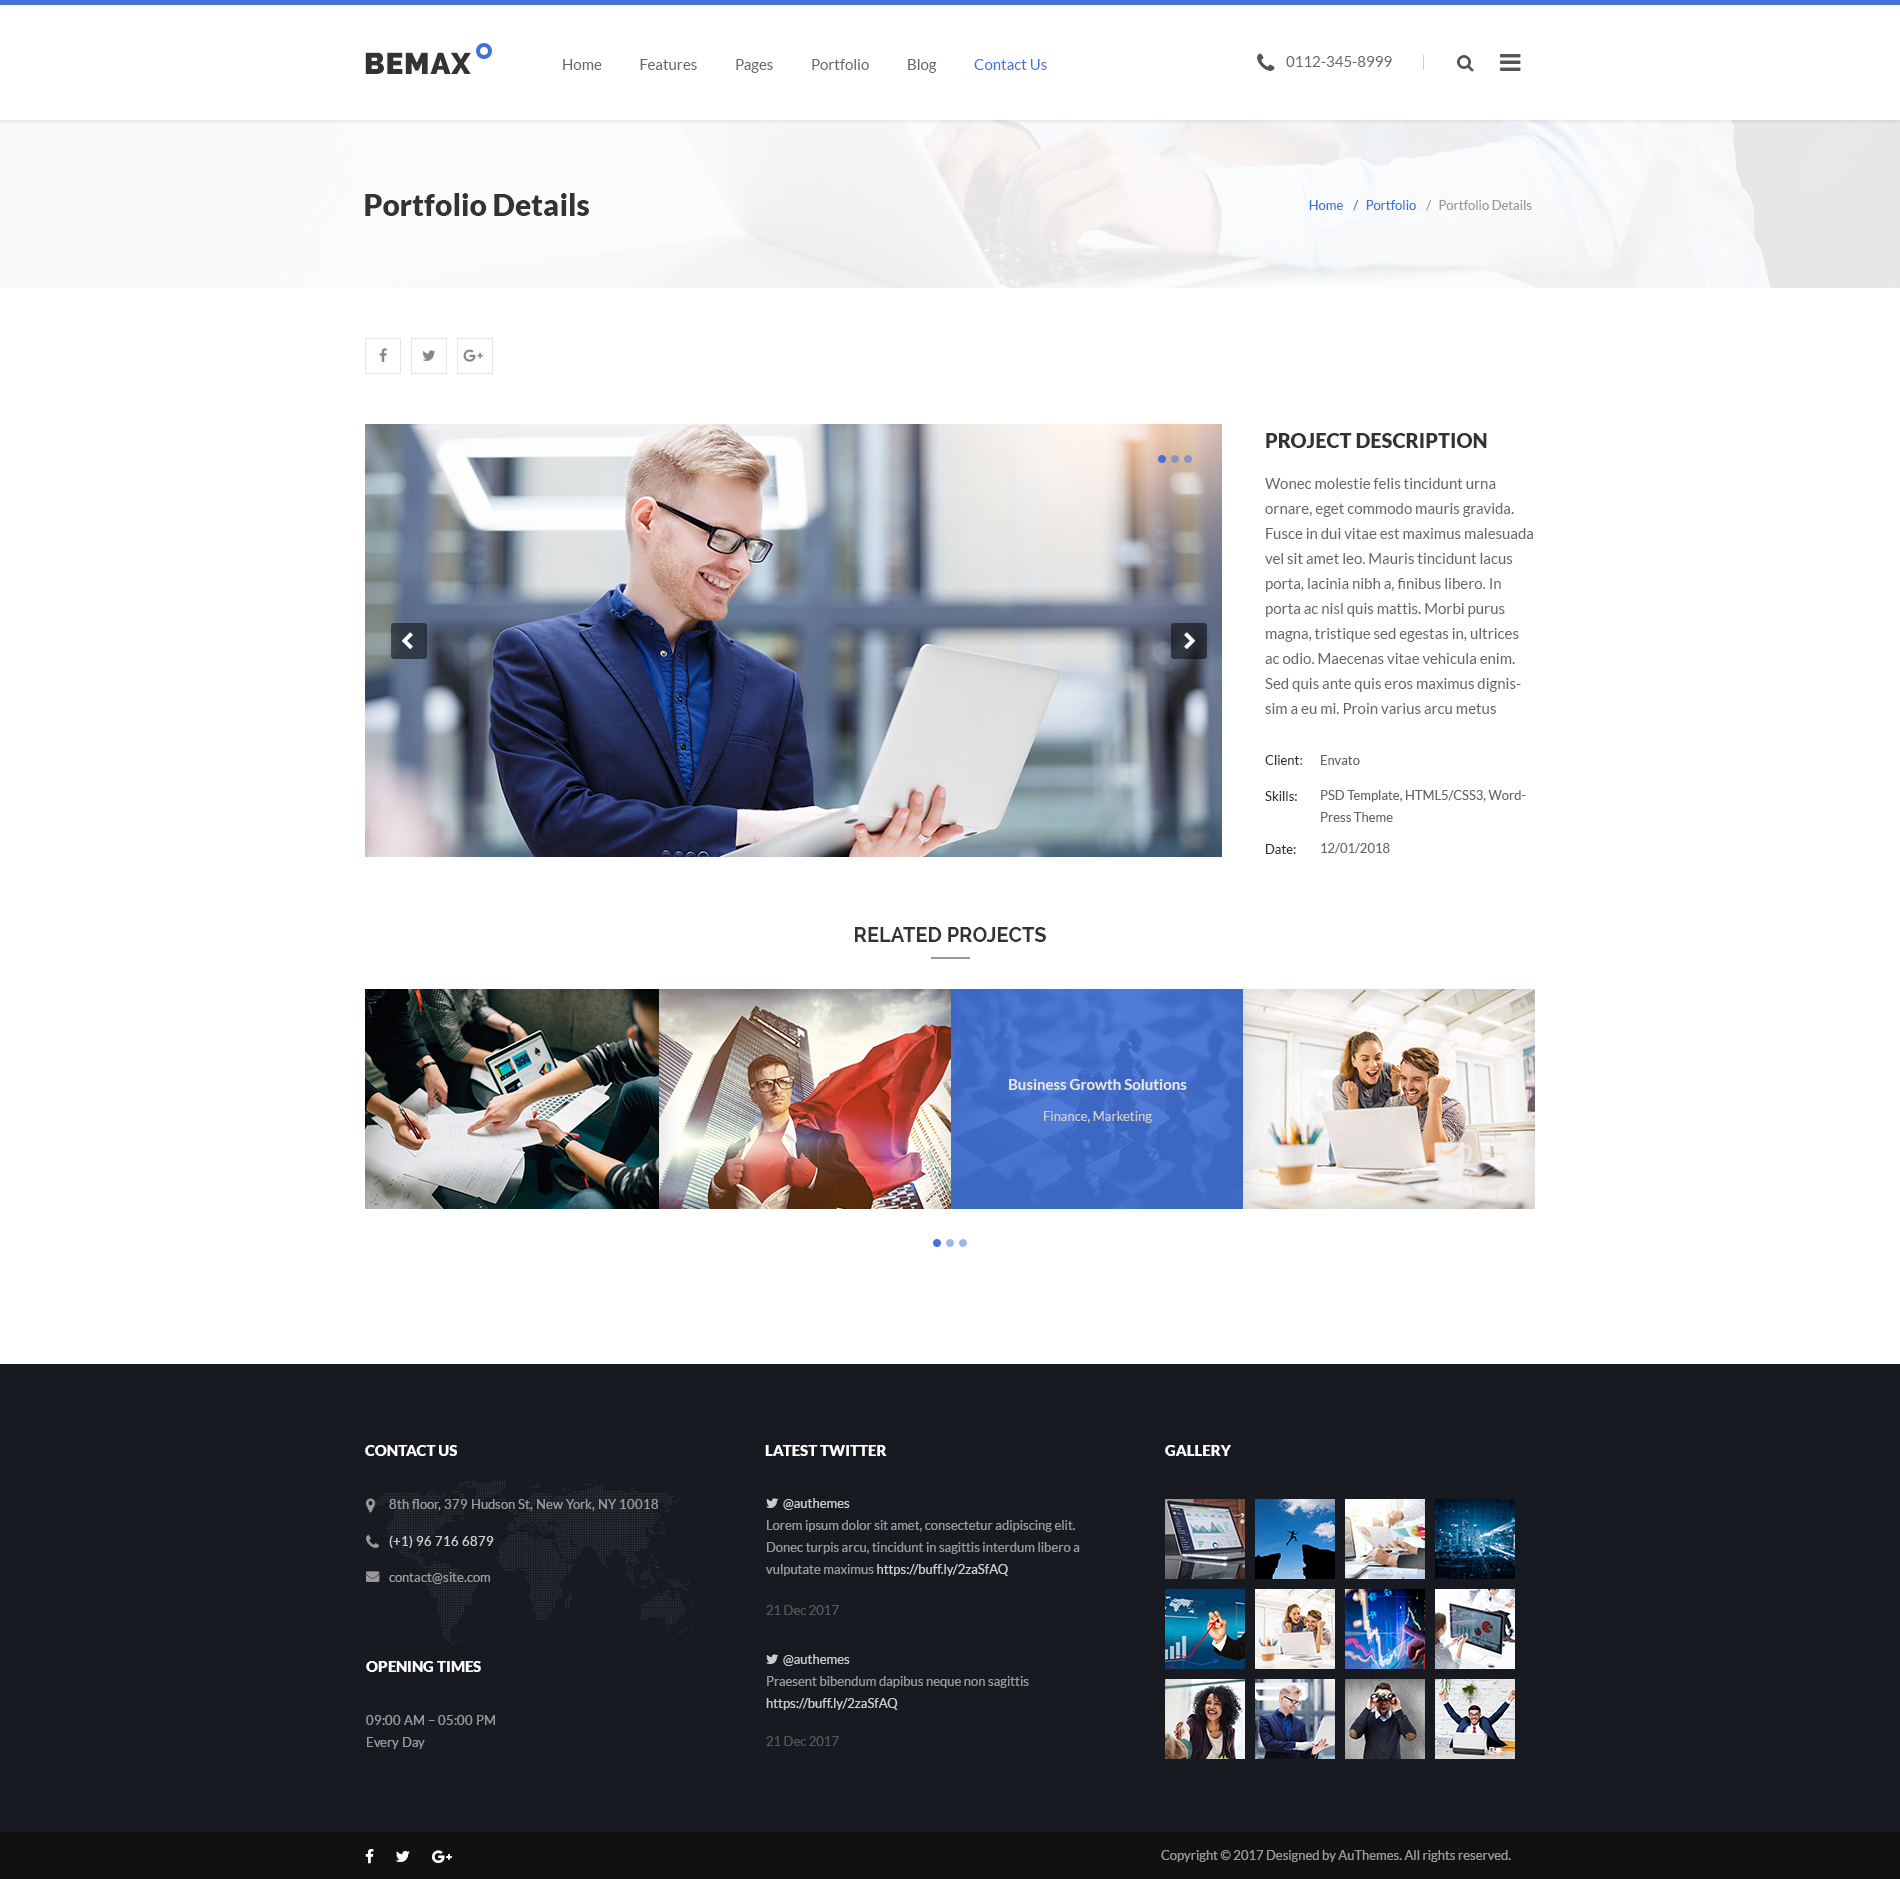 BEMAX
Home
Features
Pages
Portfolio
Blog
Contact Us
0112-345-8999
Portfolio Details
Home / Portfolio / Portfolio Details
PROJECT DESCRIPTION
Wonec molestie felis tincidunt urna
ornare, eget commodo mauris gravida.
Fusce in dui vitae est maximus malesuada
vel sit amet leo. Mauris tincidunt lacus
porta, lacinia nibh a, finibus libero. In
porta ac nisl quis mattis. Morbi purus
magna, tristique sed egestas in, ultrices
ac odio. Maecenas vitae vehicula enim.
Sed quis ante quis eros maximus dignis-
sim a eu mi. Proin varius arcu metus
Client: Envato
Skills: PSD Template, HTML5/CSS3, Word-
Press Theme
Date: 12/01/2018
RELATED PROJECTS
Business Growth Solutions
Finance, Marketing
CONTACT US
8th floor, 379 Hudson St, New York, NY 10018
(+1) 96 716 6879
contact@site.com
OPENING TIMES
09:00 AM – 05:00 PM
Every Day
LATEST TWITTER
@authemes
Lorem ipsum dolor sit amet, consectetur adipiscing elit.
Donec turpis arcu, tincidunt in sagittis interdum libero a
vulputate maximus https://buff.ly/2zaSfAQ
21 Dec 2017
@authemes
Praesent bibendum dapibus neque non sagittis
https://buff.ly/2zaSfAQ
21 Dec 2017
GALLERY
Copyright © 2017 Designed by AuThemes. All rights reserved.